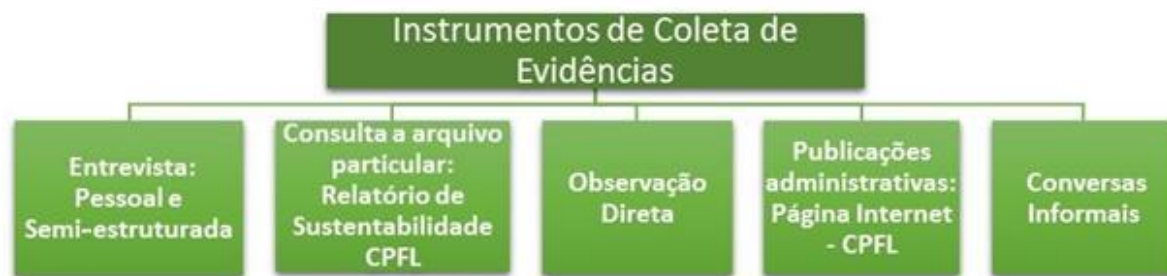 Instrumentos de Coleta de
Evidências
Entrevista:
Pessoal e
Semi-estruturada
Consulta a arquivo
particular:
Relatório de
Sustentabilidade
CPFL
Observação
Direta
Publicações
administrativas:
Página Internet
- CPFL
Conversas
Informais